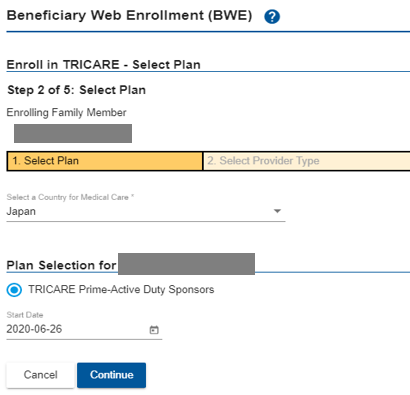 Beneficiary Web Enrollment (BWE) ?
Enroll in TRICARE - Select Plan
Step 2 of 5: Select Plan
Enrolling Family Member
1. Select Plan
2. Select Provider Type
Select a Country for Medical Care *
Japan
Plan Selection for
TRICARE Prime-Active Duty Sponsors
Start Date
2020-06-26
Cancel
Continue